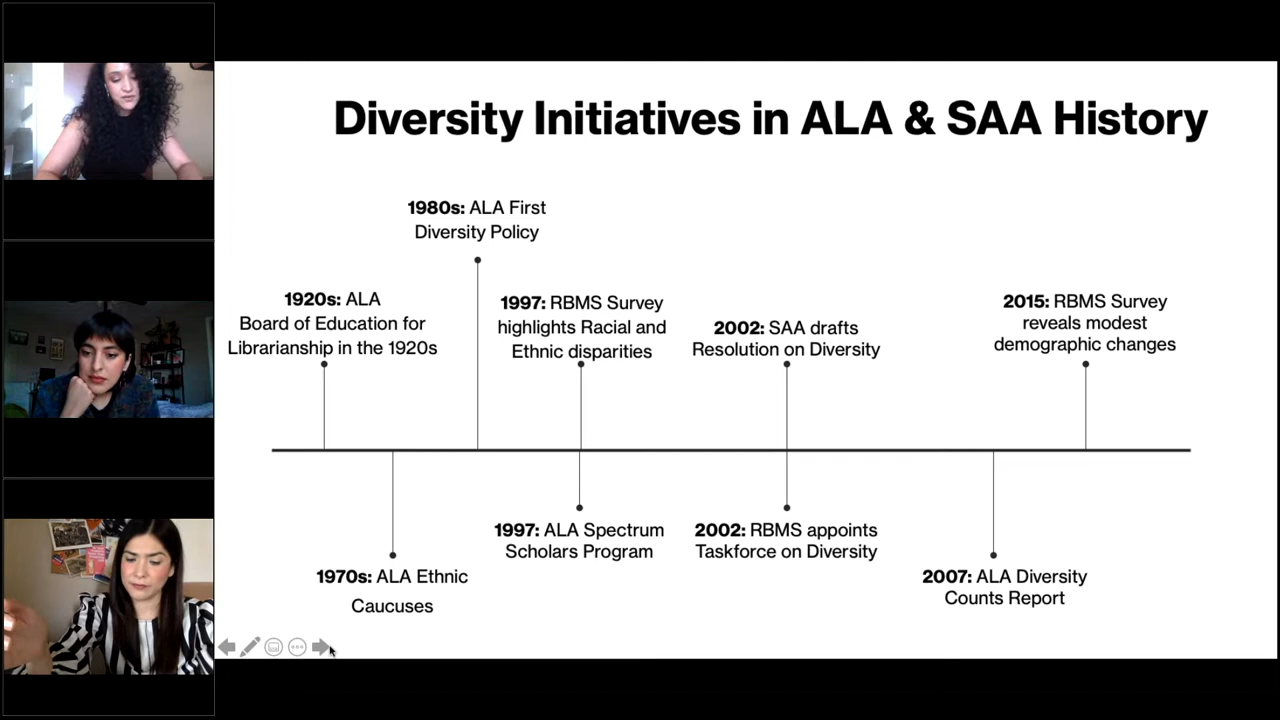 Diversity Initiatives in ALA & SAA History
1980s: ALA First
Diversity Policy
1920s: ALA
Board of Education for
Librarianship in the 1920s
1997: RBMS Survey
highlights Racial and
Ethnic disparities
2002: SAA drafts
Resolution on Diversity
2015: RBMS Survey
reveals modest
demographic changes
1970s: ALA Ethnic
Caucuses
1997: ALA Spectrum
Scholars Program
2002: RBMS appoints
Taskforce on Diversity
2007: ALA Diversity
Counts Report